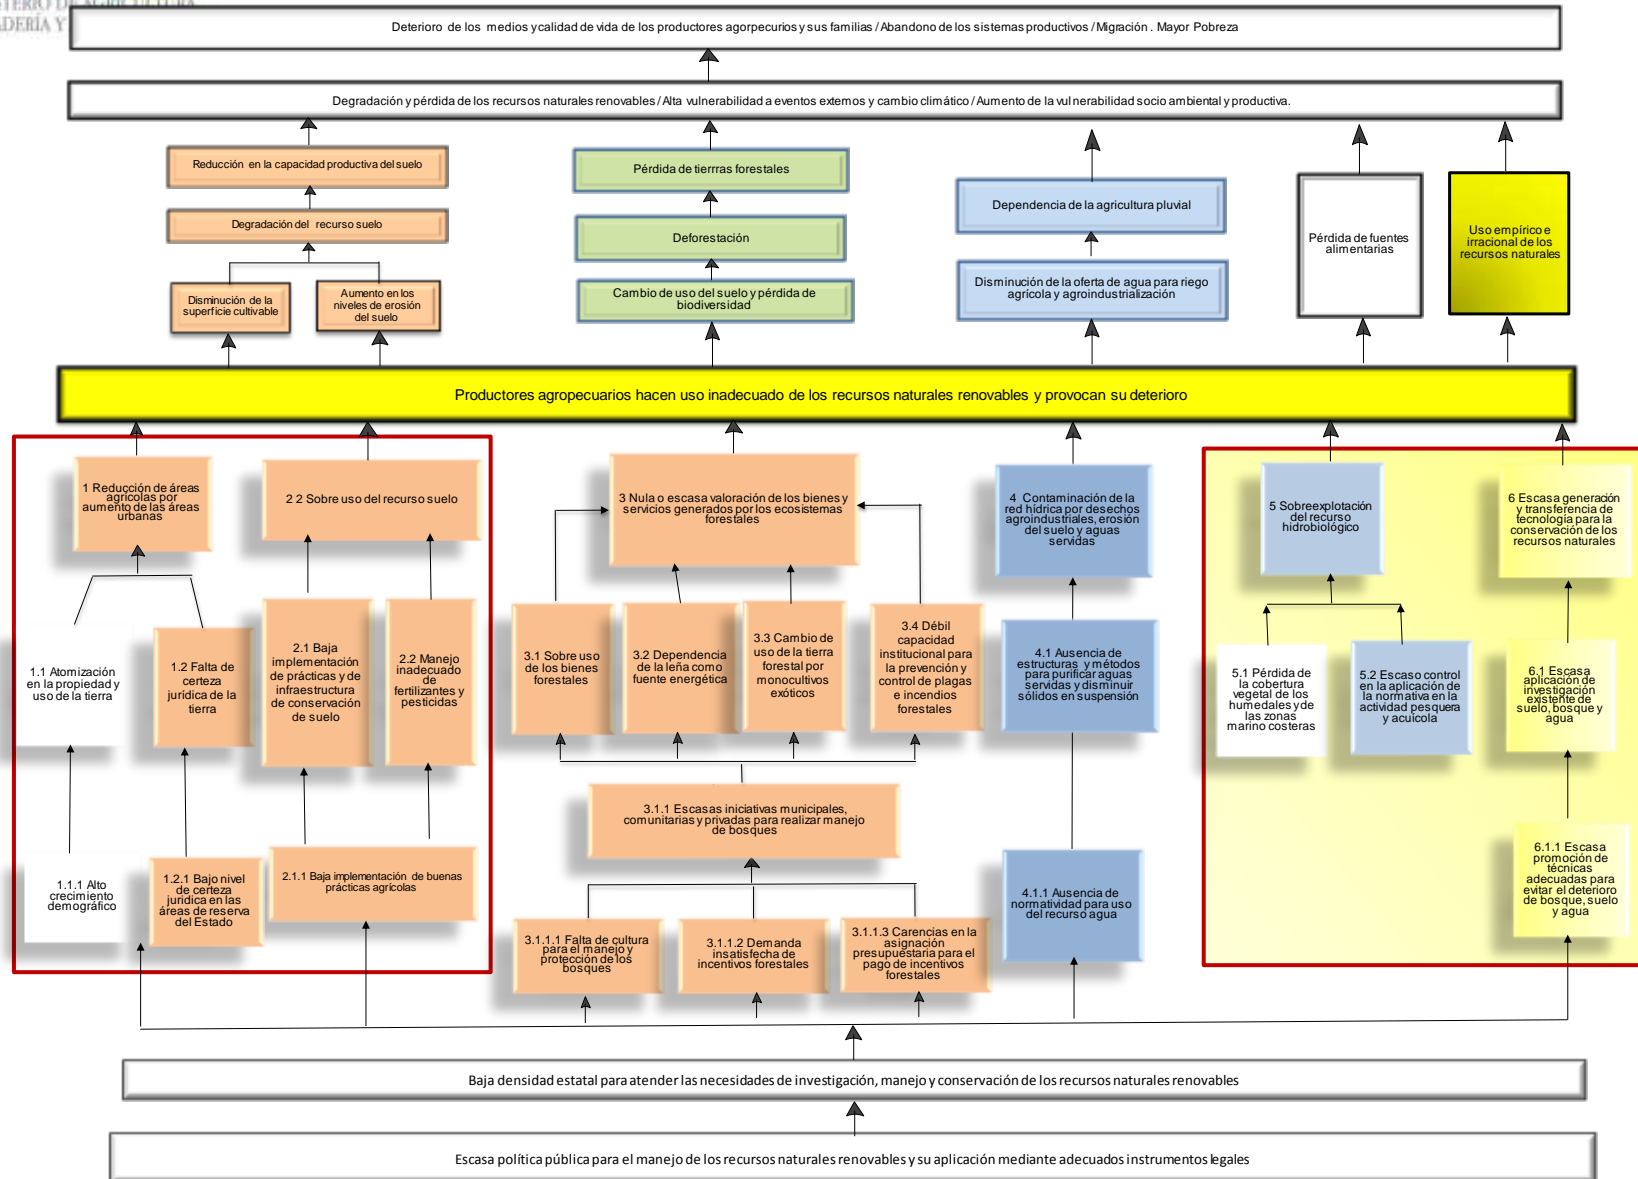 MINISTERIO DE AGRICULTURA
GANADERÍA Y
Deterioro de los medios y calidad de vida de los productores agorpecurios y sus familias / Abandono de los sistemas productivos / Migración . Mayor Pobreza
Degradación y pérdida de los recursos naturales renovables / Alta vulnerabilidad a eventos externos y cambio climático / Aumento de la vulnerabilidad socio ambiental y productiva.
Reducción en la capacidad productiva del suelo
Degradación del recurso suelo
Disminución de la
superficie cultivable
Aumento en los
niveles de erosión
del suelo
Pérdida de tierrras forestales
Deforestación
Cambio de uso del suelo y pérdida de
biodiversidad
Dependencia de la agricultura pluvial
Disminución de la oferta de agua para riego
agrícola y agroindustrialización
Pérdida de fuentes
alimentarias
Uso empírico e
irracional de los
recursos naturales
Productores agropecuarios hacen uso inadecuado de los recursos naturales renovables y provocan su deterioro
1 Reducción de áreas
agrícolas por
aumento de las áreas
urbanas
2 2 Sobre uso del recurso suelo
3 Nula o escasa valoración de los bienes y
servicios generados por los ecosistemas
forestales
4 Contaminación de la
red hídrica por desechos
agroindustriales, erosión
del suelo y aguas
servidas
5 Sobreexplotación
del recurso
hidrobiológico
6 Escasa generación
y transferencia de
tecnología para la
conservación de los
recursos naturales
1.1 Atomización
en la propiedad y
uso de la tierra
1.2 Falta de
certeza
jurídica de la
tierra
2.1 Baja
implementación
de prácticas y de
infraestructura
de conservación
de suelo
2.2 Manejo
inadecuado
de
fertilizantes y
pesticidas
3.1 Sobre uso
de los bienes
forestales
3.2 Dependencia
de la leña como
fuente energética
3.3 Cambio de
uso de la tierra
forestal por
monocultivos
exóticos
3.4 Débil
capacidad
institucional para
la prevención y
control de plagas
e incendios
forestales
4.1 Ausencia de
estructuras y métodos
para purificar aguas
servidas y disminuir
sólidos en suspensión
5.1 Pérdida de
la cobertura
vegetal de los
humedales y de
las zonas
marino costeras
5.2 Escaso control
en la aplicación de
la normativa en la
actividad pesquera
y acuícola
6.1 Escasa
aplicación de
investigación
existente de
suelo, bosque y
agua
3.1.1 Escasas iniciativas municipales,
comunitarias y privadas para realizar manejo
de bosques
1.1.1 Alto
crecimiento
demográfico
1.2.1 Bajo nivel
de certeza
jurídica en las
áreas de reserva
del Estado
2.1.1 Baja implementación de buenas
prácticas agrícolas
4.1.1 Ausencia de
normatividad para uso
del recurso agua
6.1.1 Escasa
promoción de
técnicas
adecuadas para
evitar el deterioro
de bosque, suelo
y agua
3.1.1.1 Falta de cultura
para el manejo y
protección de los
bosques
3.1.1.2 Demanda
insatisfecha de
incentivos forestales
3.1.1.3 Carencias en la
asignación
presupuestaria para el
pago de incentivos
forestales
Baja densidad estatal para atender las necesidades de investigación, manejo y conservación de los recursos naturales renovables
Escasa política pública para el manejo de los recursos naturales renovables y su aplicación mediante adecuados instrumentos legales